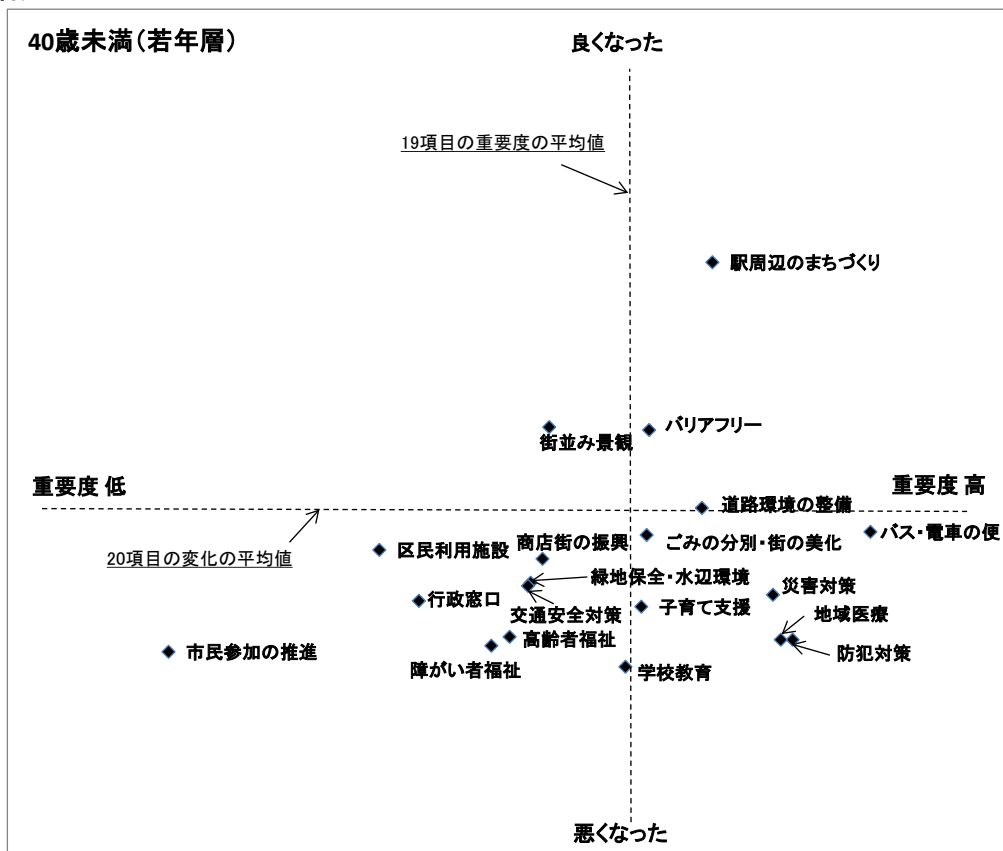 40歳未満(若年層)
良くなった
19項目の重要度の平均値
駅周辺のまちづくり
街並み景観
バリアフリー
重要度 低
重要度 高
道路環境の整備
バス・電車の便
20項目の変化の平均値
区民利用施設
商店街の振興
ごみの分別・街の美化
緑地保全・水辺環境
災害対策
行政窓口
交通安全対策
子育て支援
地域医療
高齢者福祉
市民参加の推進
防犯対策
障がい者福祉
学校教育
悪くなった